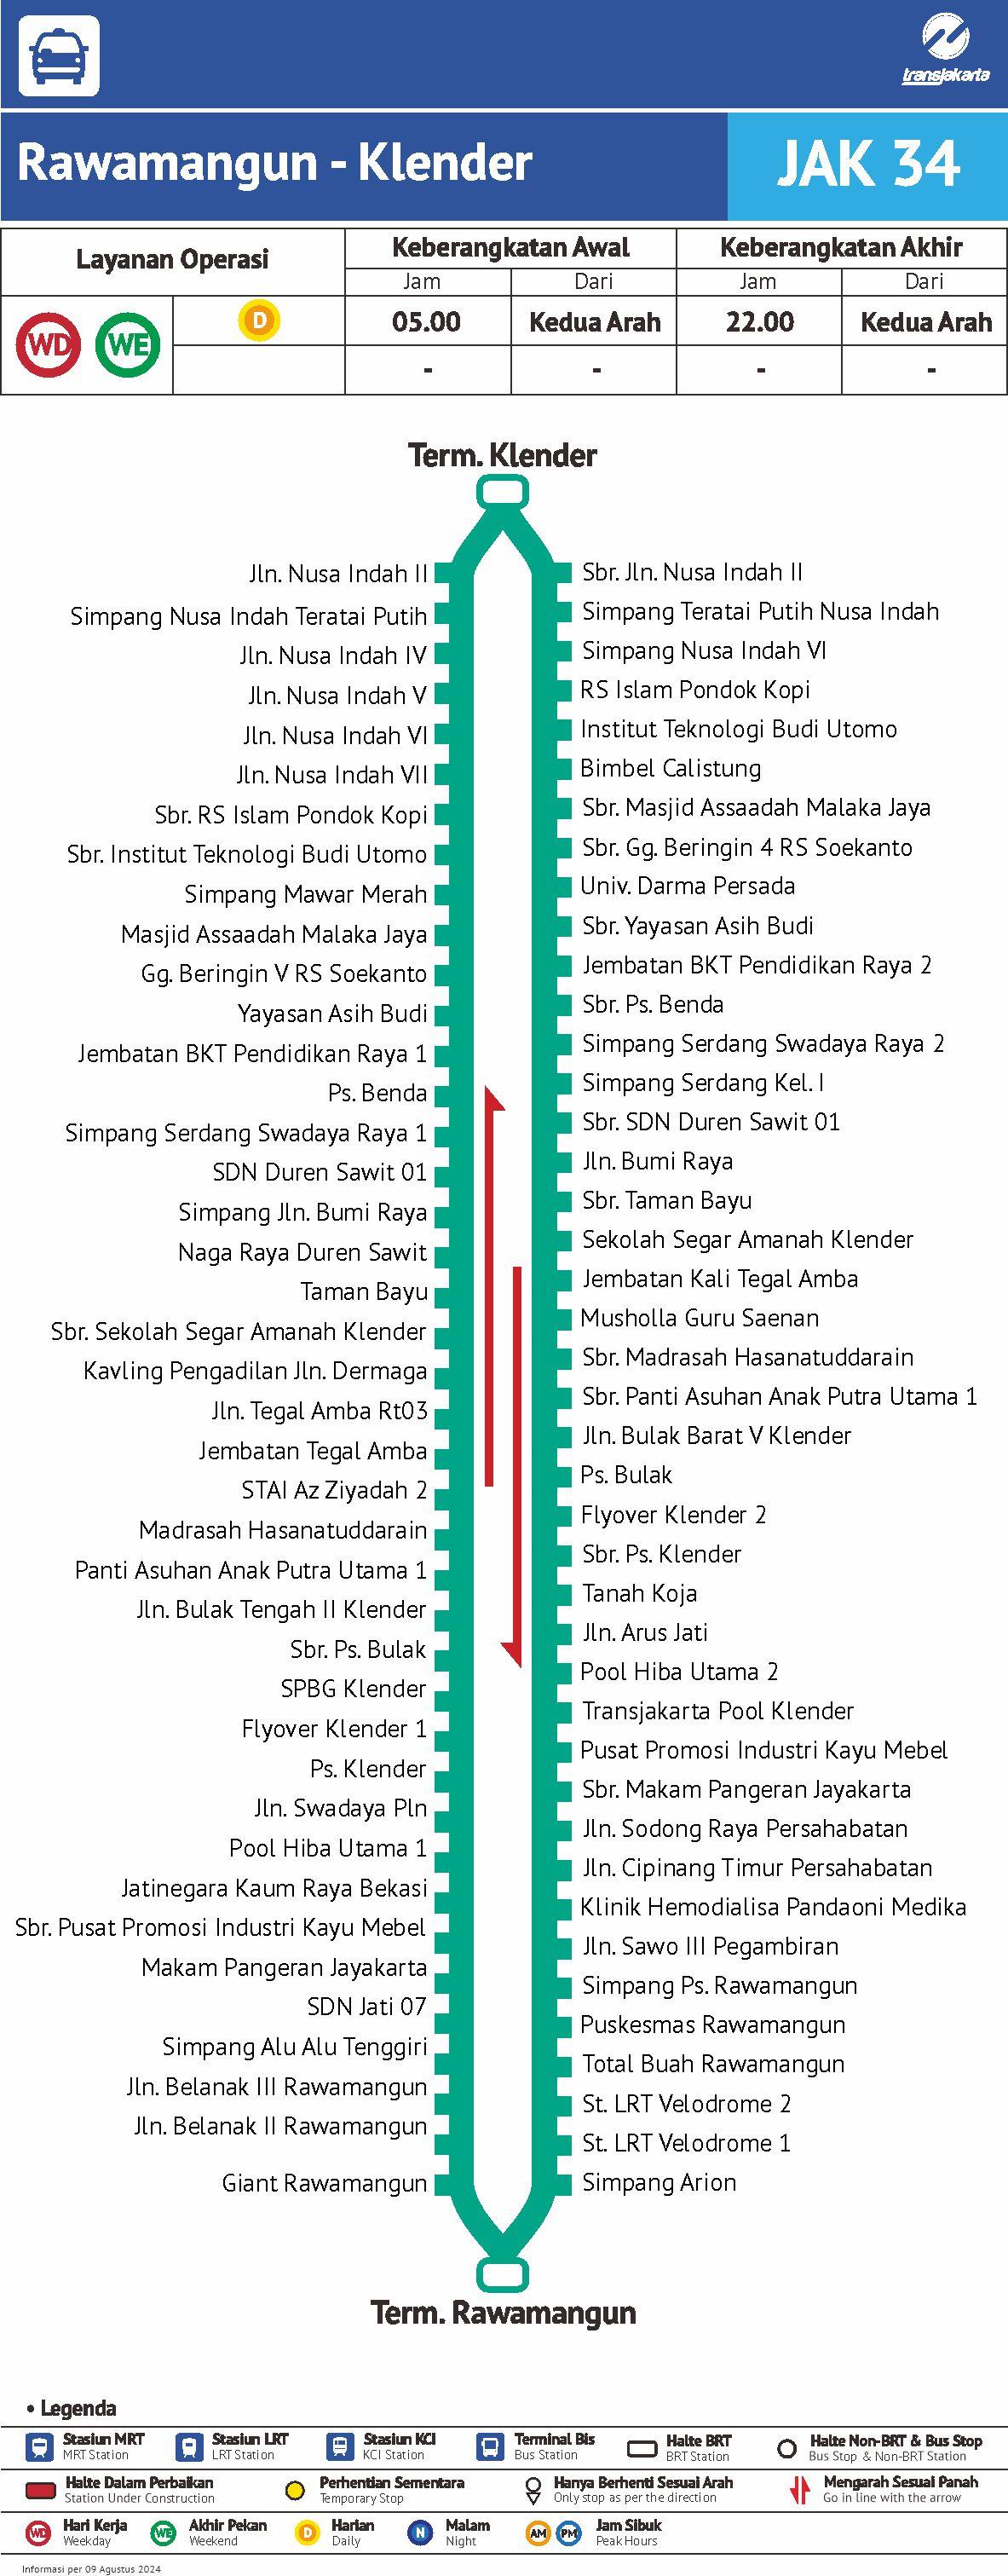 transjakarta
Rawamangun - Klender
JAK 34
Layanan Operasi
Keberangkatan Awal
Keberangkatan Akhir
Jam
Dari
Jam
Dari
WD
WE
D
05.00
Kedua Arah
22.00
Kedua Arah
-
-
-
-
Term. Klender
Jln. Nusa Indah II
Simpang Nusa Indah Teratai Putih
Jln. Nusa Indah IV
Jln. Nusa Indah V
Jln. Nusa Indah VI
Jln. Nusa Indah VII
Sbr. RS Islam Pondok Kopi
Sbr. Institut Teknologi Budi Utomo
Simpang Mawar Merah
Masjid Assaadah Malaka Jaya
Gg. Beringin V RS Soekanto
Yayasan Asih Budi
Jembatan BKT Pendidikan Raya 1
Ps. Benda
Simpang Serdang Swadaya Raya 1
SDN Duren Sawit 01
Simpang Jln. Bumi Raya
Naga Raya Duren Sawit
Taman Bayu
Sbr. Sekolah Segar Amanah Klender
Kavling Pengadilan Jln. Dermaga
Jln. Tegal Amba Rt03
Jembatan Tegal Amba
STAI Az Ziyadah 2
Madrasah Hasanatuddarain
Panti Asuhan Anak Putra Utama 1
Jln. Bulak Tengah II Klender
Sbr. Ps. Bulak
SPBG Klender
Flyover Klender 1
Ps. Klender
Jln. Swadaya Pln
Pool Hiba Utama 1
Jatinegara Kaum Raya Bekasi
Sbr. Pusat Promosi Industri Kayu Mebel
Makam Pangeran Jayakarta
SDN Jati 07
Simpang Alu Alu Tenggiri
Jln. Belanak III Rawamangun
Jln. Belanak II Rawamangun
Giant Rawamangun
Sbr. Jln. Nusa Indah II
Simpang Teratai Putih Nusa Indah
Simpang Nusa Indah VI
RS Islam Pondok Kopi
Institut Teknologi Budi Utomo
Bimbel Calistung
Sbr. Masjid Assaadah Malaka Jaya
Sbr. Gg. Beringin 4 RS Soekanto
Univ. Darma Persada
Sbr. Yayasan Asih Budi
Jembatan BKT Pendidikan Raya 2
Sbr. Ps. Benda
Simpang Serdang Swadaya Raya 2
Simpang Serdang Kel. I
Sbr. SDN Duren Sawit 01
Jln. Bumi Raya
Sbr. Taman Bayu
Sekolah Segar Amanah Klender
Jembatan Kali Tegal Amba
Musholla Guru Saenan
Sbr. Madrasah Hasanatuddarain
Sbr. Panti Asuhan Anak Putra Utama 1
Jln. Bulak Barat V Klender
Ps. Bulak
Flyover Klender 2
Sbr. Ps. Klender
Tanah Koja
Jln. Arus Jati
Pool Hiba Utama 2
Transjakarta Pool Klender
Pusat Promosi Industri Kayu Mebel
Sbr. Makam Pangeran Jayakarta
Jln. Sodong Raya Persahabatan
Jln. Cipinang Timur Persahabatan
Klinik Hemodialisa Pandaoni Medika
Jln. Sawo III Pegambiran
Simpang Ps. Rawamangun
Puskesmas Rawamangun
Total Buah Rawamangun
St. LRT Velodrome 2
St. LRT Velodrome 1
Simpang Arion
Term. Rawamangun
• Legenda
Stasiun MRT
MRT Station
Stasiun LRT
LRT Station
Stasiun KCI
KCI Station
Terminal Bis
Bus Station
Halte BRT
BRT Station
Halte Non-BRT & Bus Stop
Bus Stop & Non-BRT Station
Halte Dalam Perbaikan
Station Under Construction
Perhentian Sementara
Temporary Stop
Hanya Berhenti Sesuai Arah
Only stop as per the direction
Mengarah Sesuai Panah
Go in line with the arrow
WD
Hari Kerja
Weekday
WE
Akhir Pekan
Weekend
D
Harian
Daily
N
Malam
Night
AM
PM
Jam Sibuk
Peak Hours
Informasi per 09 Agustus 2024